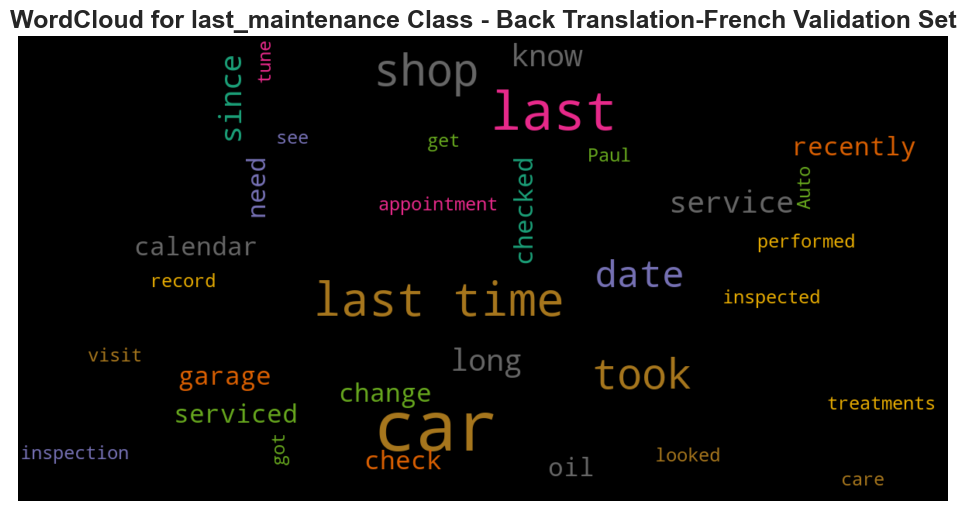 WordCloud for last_maintenance Class - Back Translation-French Validation Set
since
tune
shop
know
last
see
get
Paul
recently
need
appointment
checked
service
Auto
calendar
performed
record
last time
date
inspected
visit
long
garage
took
change
serviced
car
treatments
inspection
got
check
oil
looked
care